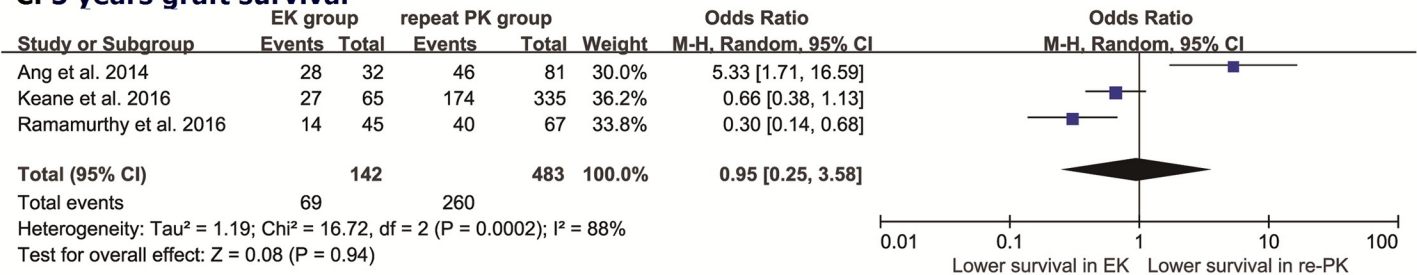 C. 5 years graft survival
EK group repeat PK group Odds Ratio Odds Ratio
Study or Subgroup Events Total Events Total Weight M-H, Random, 95% CI M-H, Random, 95% CI
Ang et al. 2014 28 32 46 81 30.0% 5.33 [1.71, 16.59]
Keane et al. 2016 27 65 174 335 36.2% 0.66 [0.38, 1.13]
Ramamurthy et al. 2016 14 45 40 67 33.8% 0.30 [0.14, 0.68]
Total (95% CI) 142 483 100.0% 0.95 [0.25, 3.58]
Total events 69 260
Heterogeneity: Tau² = 1.19; Chi² = 16.72, df = 2 (P = 0.0002); I² = 88%
Test for overall effect: Z = 0.08 (P = 0.94)
0.01 0.1 1 10 100
Lower survival in EK Lower survival in re-PK